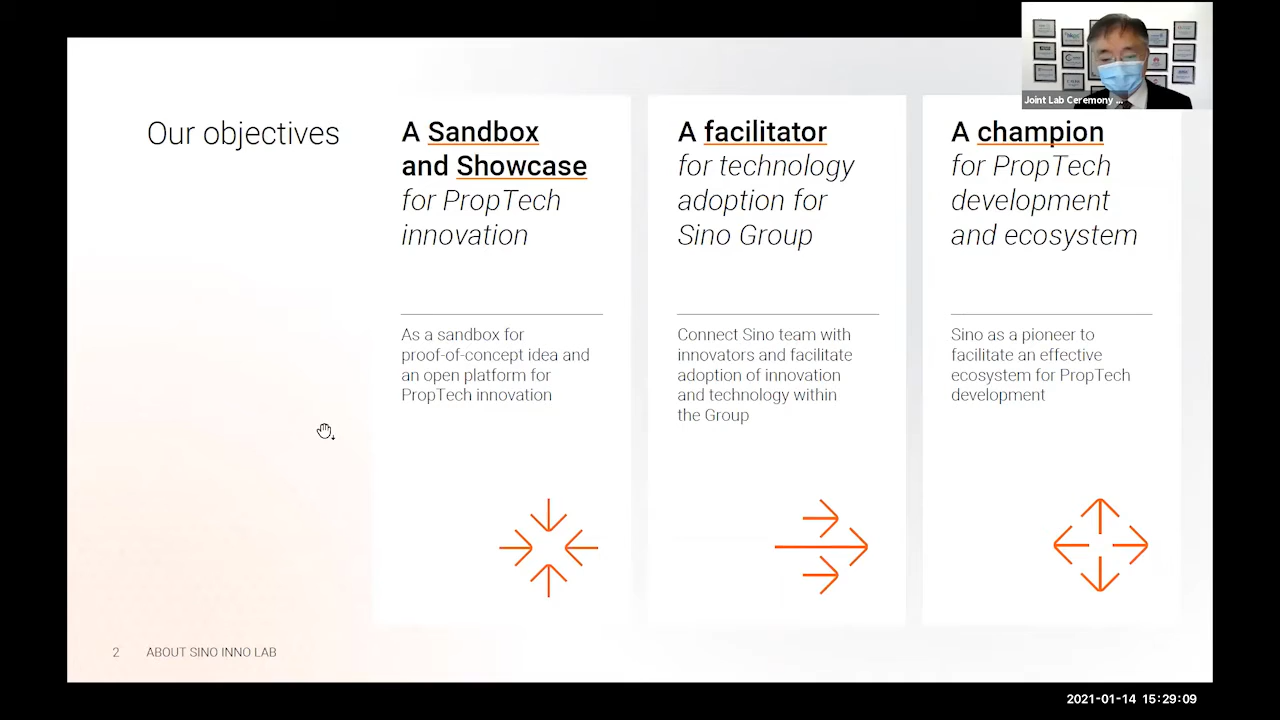 Our objectives
A Sandbox
and Showcase
for PropTech
innovation
As a sandbox for
proof-of-concept idea and
an open platform for
PropTech innovation
A facilitator
for technology
adoption for
Sino Group
Connect Sino team with
innovators and facilitate
adoption of innovation
and technology within
the Group
A champion
for PropTech
development
and ecosystem
Sino as a pioneer to
facilitate an effective
ecosystem for PropTech
development
2 ABOUT SINO INNO LAB
Joint Lab Ceremony ...
2021-01-14 15:29:09